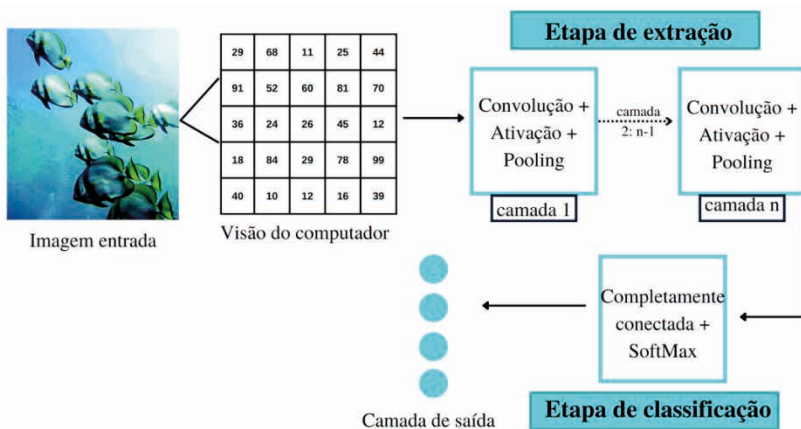 Etapa de extração
29 68 11 25 44
91 52 60 81 70
36 24 26 45 12
18 84 29 78 99
40 10 12 16 39
Imagem entrada
Visão do computador
Convolução +
Ativação +
Pooling
camada 1
camada
2: n-1
Convolução +
Ativação +
Pooling
camada n
Completamente
conectada +
SoftMax
Etapa de classificação
Camada de saída